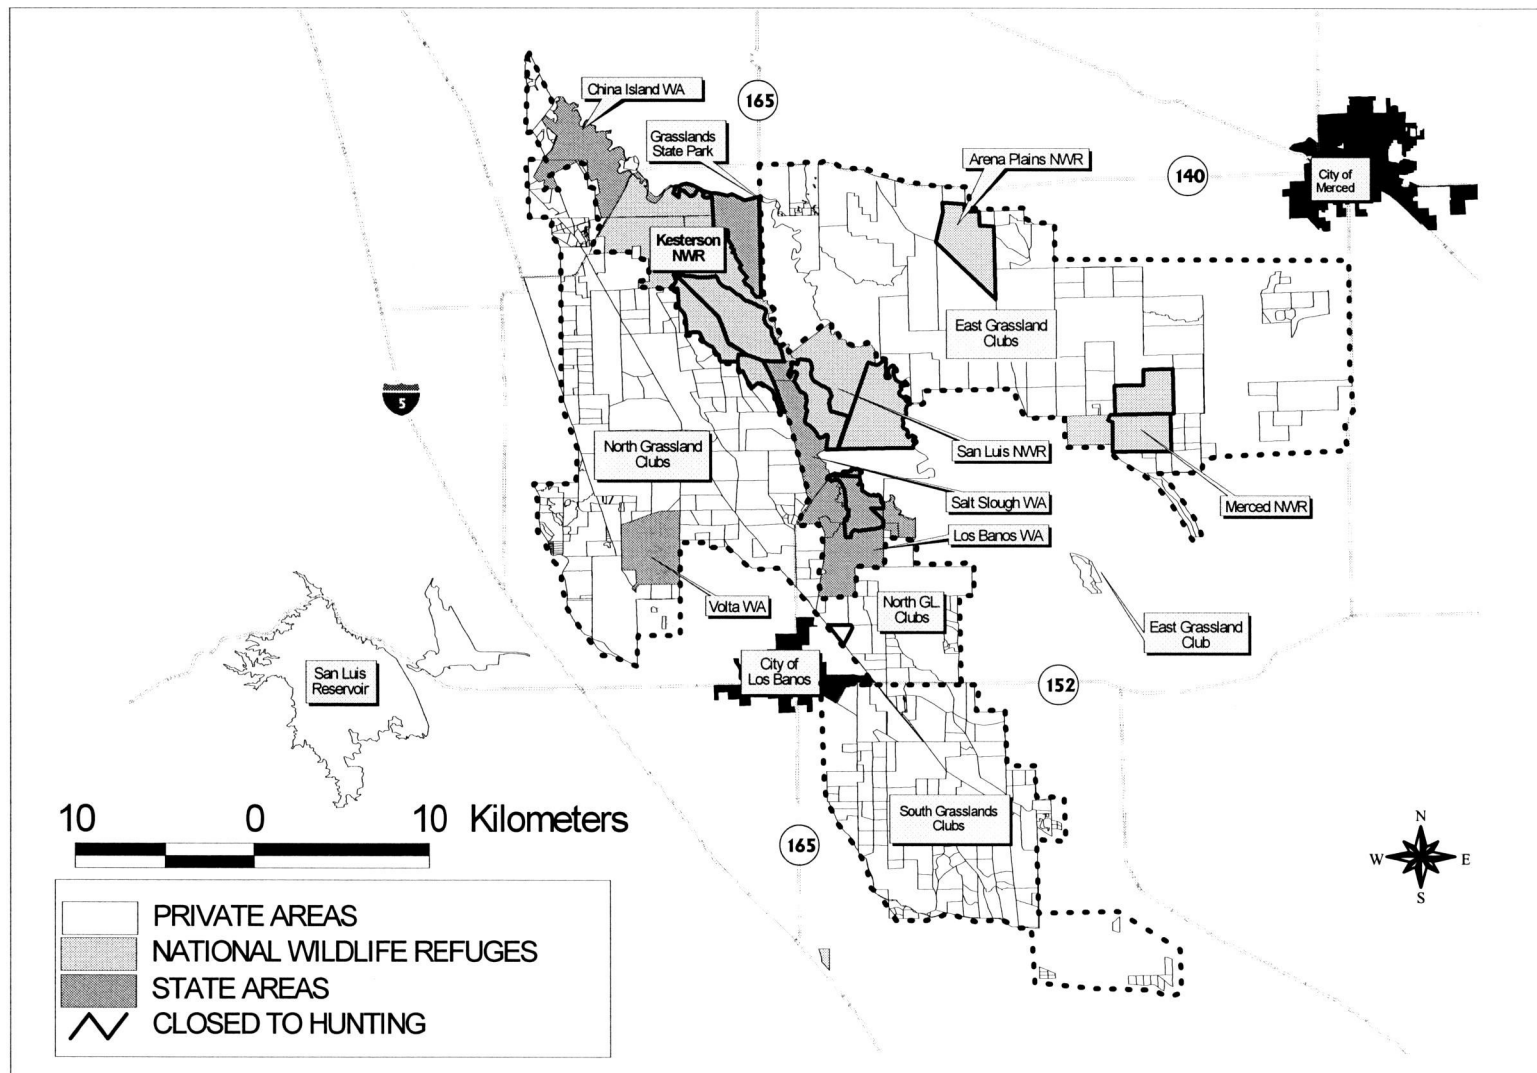 China Island WA
165
Grasslands
State Park
Arena Plains NWR
140
City of
Merced
Kesterson
NWR
East Grassland
Clubs
5
North Grassland
Clubs
San Luis NWR
Salt Slough WA
Merced NWR
Los Banos WA
Volta WA
North GL.
Clubs
East Grassland
Club
San Luis
Reservoir
City of
Los Banos
152
South Grasslands
Clubs
165
10 0 10 Kilometers
N
W E
S
PRIVATE AREAS
NATIONAL WILDLIFE REFUGES
STATE AREAS
CLOSED TO HUNTING